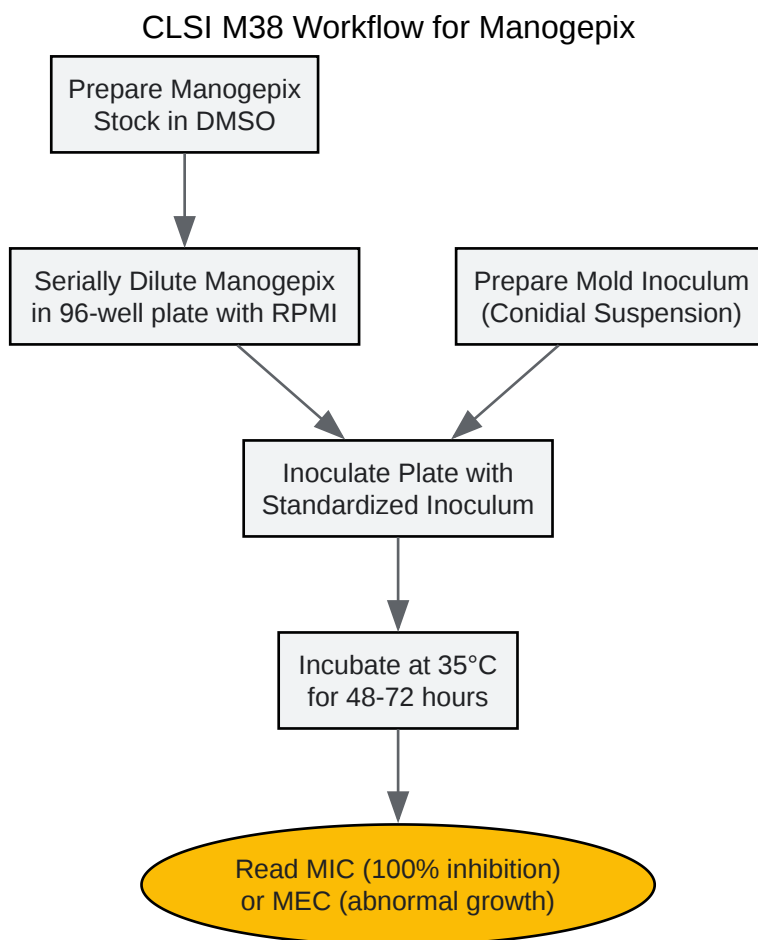 CLSI M38 Workflow for Manogepix
Prepare Manogepix
Stock in DMSO
Serially Dilute Manogepix
in 96-well plate with RPMI
Prepare Mold Inoculum
(Conidial Suspension)
Inoculate Plate with
Standardized Inoculum
Incubate at 35°C
for 48-72 hours
Read MIC (100% inhibition)
or MEC (abnormal growth)